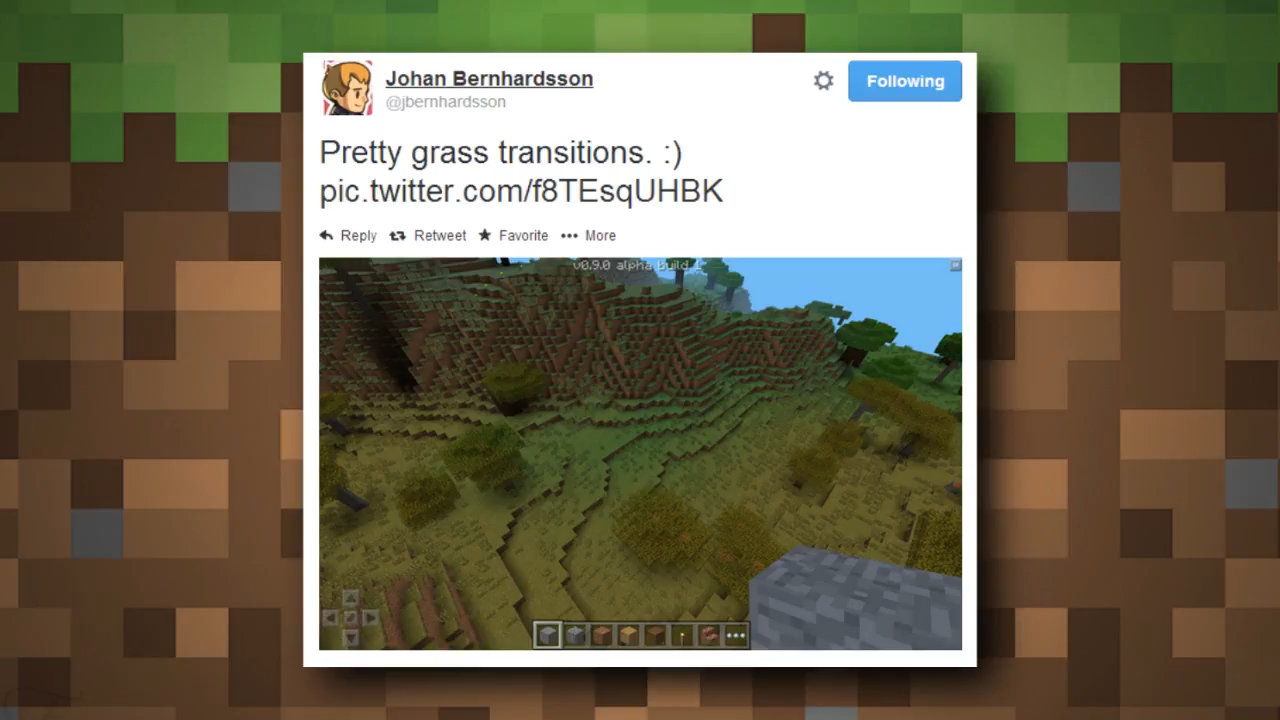 Johan Bernhardsson
@jbernhardsson
Following
Pretty grass transitions. :)
pic.twitter.com/f8TEsqUHBK
Reply Retweet Favorite ••• More
v0.9.0 alpha build 1